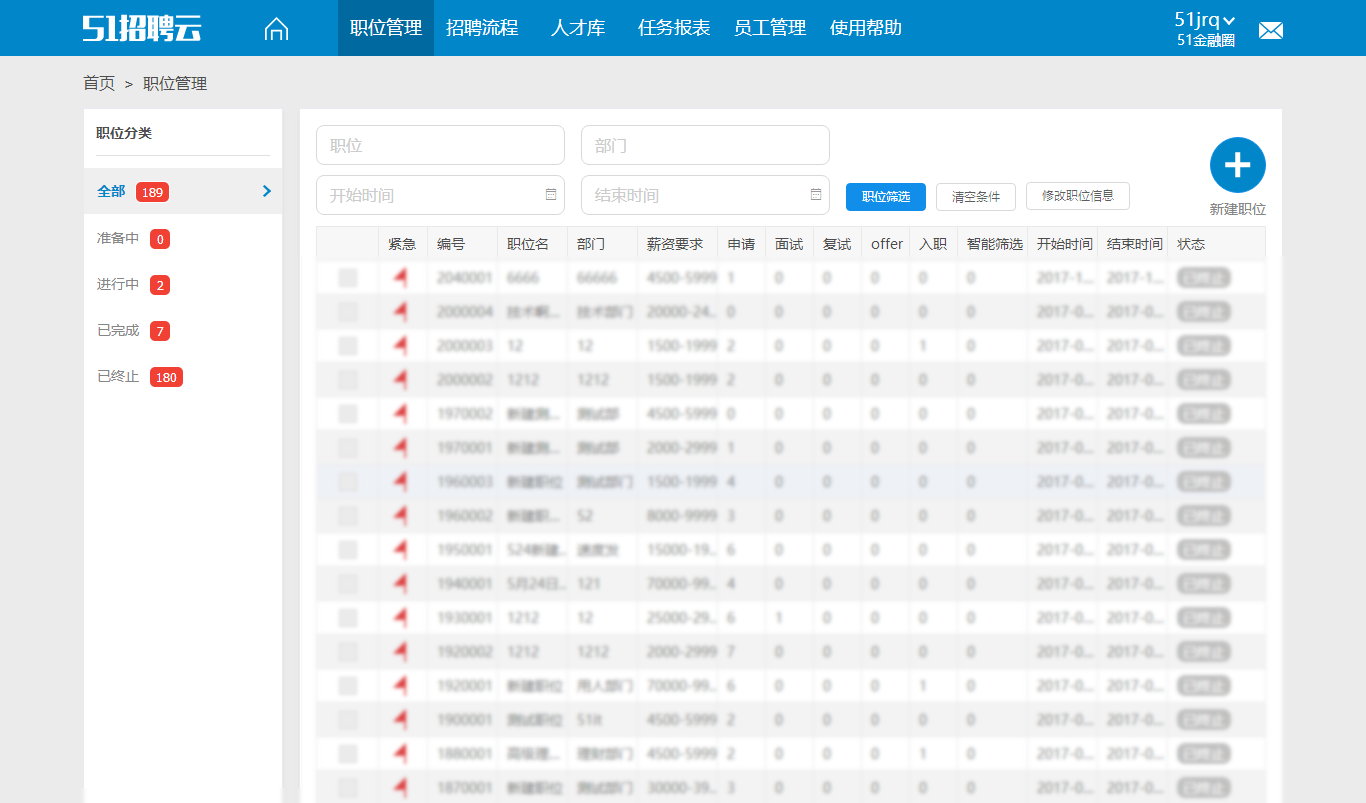 51招聘云 职位管理 招聘流程 人才库 任务报表 员工管理 使用帮助 51jrq
51金融圈
首页 > 职位管理
职位分类
全部 189
准备中 0
进行中 2
已完成 7
已终止 180
职位 部门
开始时间 结束时间 职位筛选 清空条件 修改职位信息
新建职位
紧急 编号 职位名 部门 薪资要求 申请 面试 复试 offer 入职 智能筛选 开始时间 结束时间 状态
2040001 6666 66666 4500-5999 1 0 0 0 0 0 2017-1... 2017-1...
2000004 技术... 技术部门 20000-24... 0 0 0 0 0 0 2017-0... 2017-0...
2000003 12 12 1500-1999 2 0 0 0 1 0 2017-0... 2017-0...
2000002 1212 1212 1500-1999 2 0 0 0 0 0 2017-0... 2017-0...
1970002 新建测... 测试部 4500-5999 0 0 0 0 0 0 2017-0... 2017-0...
1970001 新建测... 测试部 2000-2999 1 0 0 0 0 0 2017-0... 2017-0...
1960003 新建职位 测试部门 1500-1999 4 0 0 0 0 0 2017-0... 2017-0...
1960002 新建职... 52 8000-9999 3 0 0 0 0 0 2017-0... 2017-0...
1950001 524新建... 速度发 15000-19... 6 0 0 0 0 0 2017-0... 2017-0...
1940001 5月24日... 121 70000-99... 4 0 0 0 0 0 2017-0... 2017-0...
1930001 1212 12 25000-29... 6 1 0 0 0 0 2017-0... 2017-0...
1920002 1212 1212 2000-2999 7 0 0 0 0 0 2017-0... 2017-0...
1920001 新建职位 用人部门 70000-99... 6 0 0 0 1 0 2017-0... 2017-0...
1900001 测试职位 51it 4500-5999 2 0 0 0 0 0 2017-0... 2017-0...
1880001 高级理... 理财部门 4500-5999 2 0 0 0 1 0 2017-0... 2017-0...
1870001 新建职位 测试部门 30000-39... 3 0 0 0 0 0 2017-0... 2017-0...